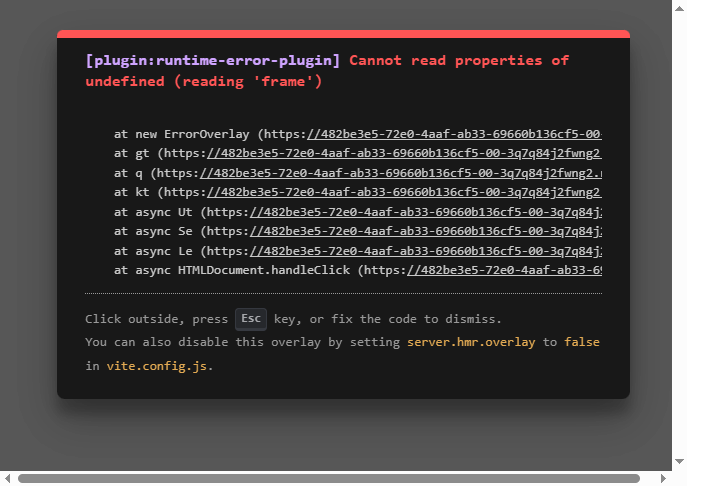 [plugin:runtime-error-plugin] Cannot read properties of
undefined (reading 'frame')
at new ErrorOverlay (https://482be3e5-72e0-4aaf-ab33-69660b136cf5-00-
at gt (https://482be3e5-72e0-4aaf-ab33-69660b136cf5-00-3q7q84j2fwng2.
at q (https://482be3e5-72e0-4aaf-ab33-69660b136cf5-00-3q7q84j2fwng2.
at kt (https://482be3e5-72e0-4aaf-ab33-69660b136cf5-00-3q7q84j2fwng2.
at async Ut (https://482be3e5-72e0-4aaf-ab33-69660b136cf5-00-3q7q84j
at async Se (https://482be3e5-72e0-4aaf-ab33-69660b136cf5-00-3q7q84j
at async Le (https://482be3e5-72e0-4aaf-ab33-69660b136cf5-00-3q7q84j
at async HTMLDocument.handleClick (https://482be3e5-72e0-4aaf-ab33-69
Click outside, press Esc key, or fix the code to dismiss.
You can also disable this overlay by setting server.hmr.overlay to false
in vite.config.js.